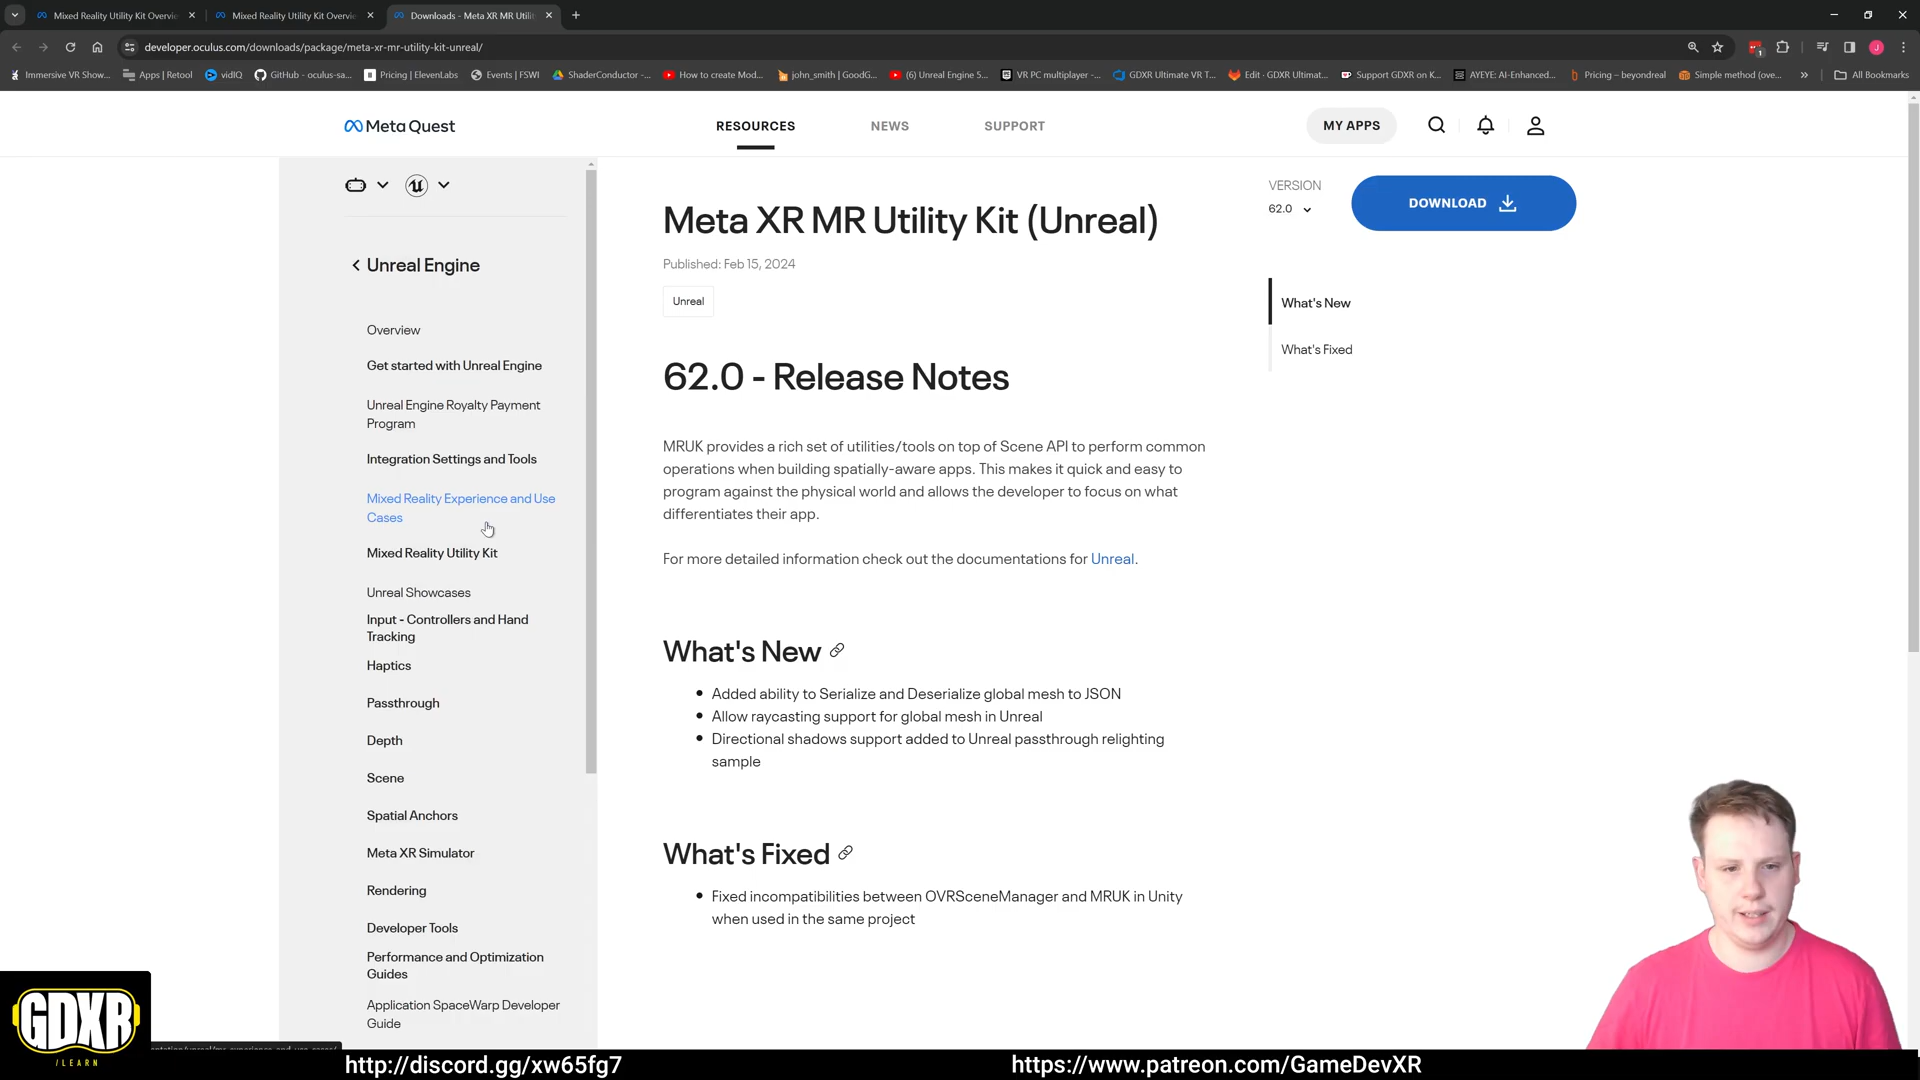 Mixed Reality Utility Kit Overvie
Mixed Reality Utility Kit Overvie
Downloads - Meta XR MR Utilit
developer.oculus.com/downloads/package/meta-xr-mr-utility-kit-unreal/
Immersive VR Show...
Apps | Retool
vidIQ
GitHub - oculus-sa...
Pricing | ElevenLabs
Events | FSWI
ShaderConductor -...
How to create Mod...
john_smith | GoodG...
(6) Unreal Engine S...
VR PC multiplayer -...
GDXR Ultimate VR T...
Edit · GDXR Ultimat...
Support GDXR on K...
AYEYE: AI-Enhanced...
Pricing – beyondreal
Simple method (ove...
All Bookmarks
Meta Quest
RESOURCES
NEWS
SUPPORT
MY APPS
Unreal Engine
Overview
Get started with Unreal Engine
Unreal Engine Royalty Payment
Program
Integration Settings and Tools
Mixed Reality Experience and Use
Cases
Mixed Reality Utility Kit
Unreal Showcases
Input - Controllers and Hand
Tracking
Haptics
Passthrough
Depth
Scene
Spatial Anchors
Meta XR Simulator
Rendering
Developer Tools
Performance and Optimization
Guides
Application SpaceWarp Developer
Guide
Meta XR MR Utility Kit (Unreal)
Published: Feb 15, 2024
Unreal
62.0 - Release Notes
MRUK provides a rich set of utilities/tools on top of Scene API to perform common
operations when building spatially-aware apps. This makes it quick and easy to
program against the physical world and allows the developer to focus on what
differentiates their app.
For more detailed information check out the documentations for Unreal.
What's New
Added ability to Serialize and Deserialize global mesh to JSON
Allow raycasting support for global mesh in Unreal
Directional shadows support added to Unreal passthrough relighting
sample
What's Fixed
Fixed incompatibilities between OVRSceneManager and MRUK in Unity
when used in the same project
VERSION
62.0
DOWNLOAD
What's New
What's Fixed
GDXR
/LEARN
http://discord.gg/xw65fg7
https://www.patreon.com/GameDevXR